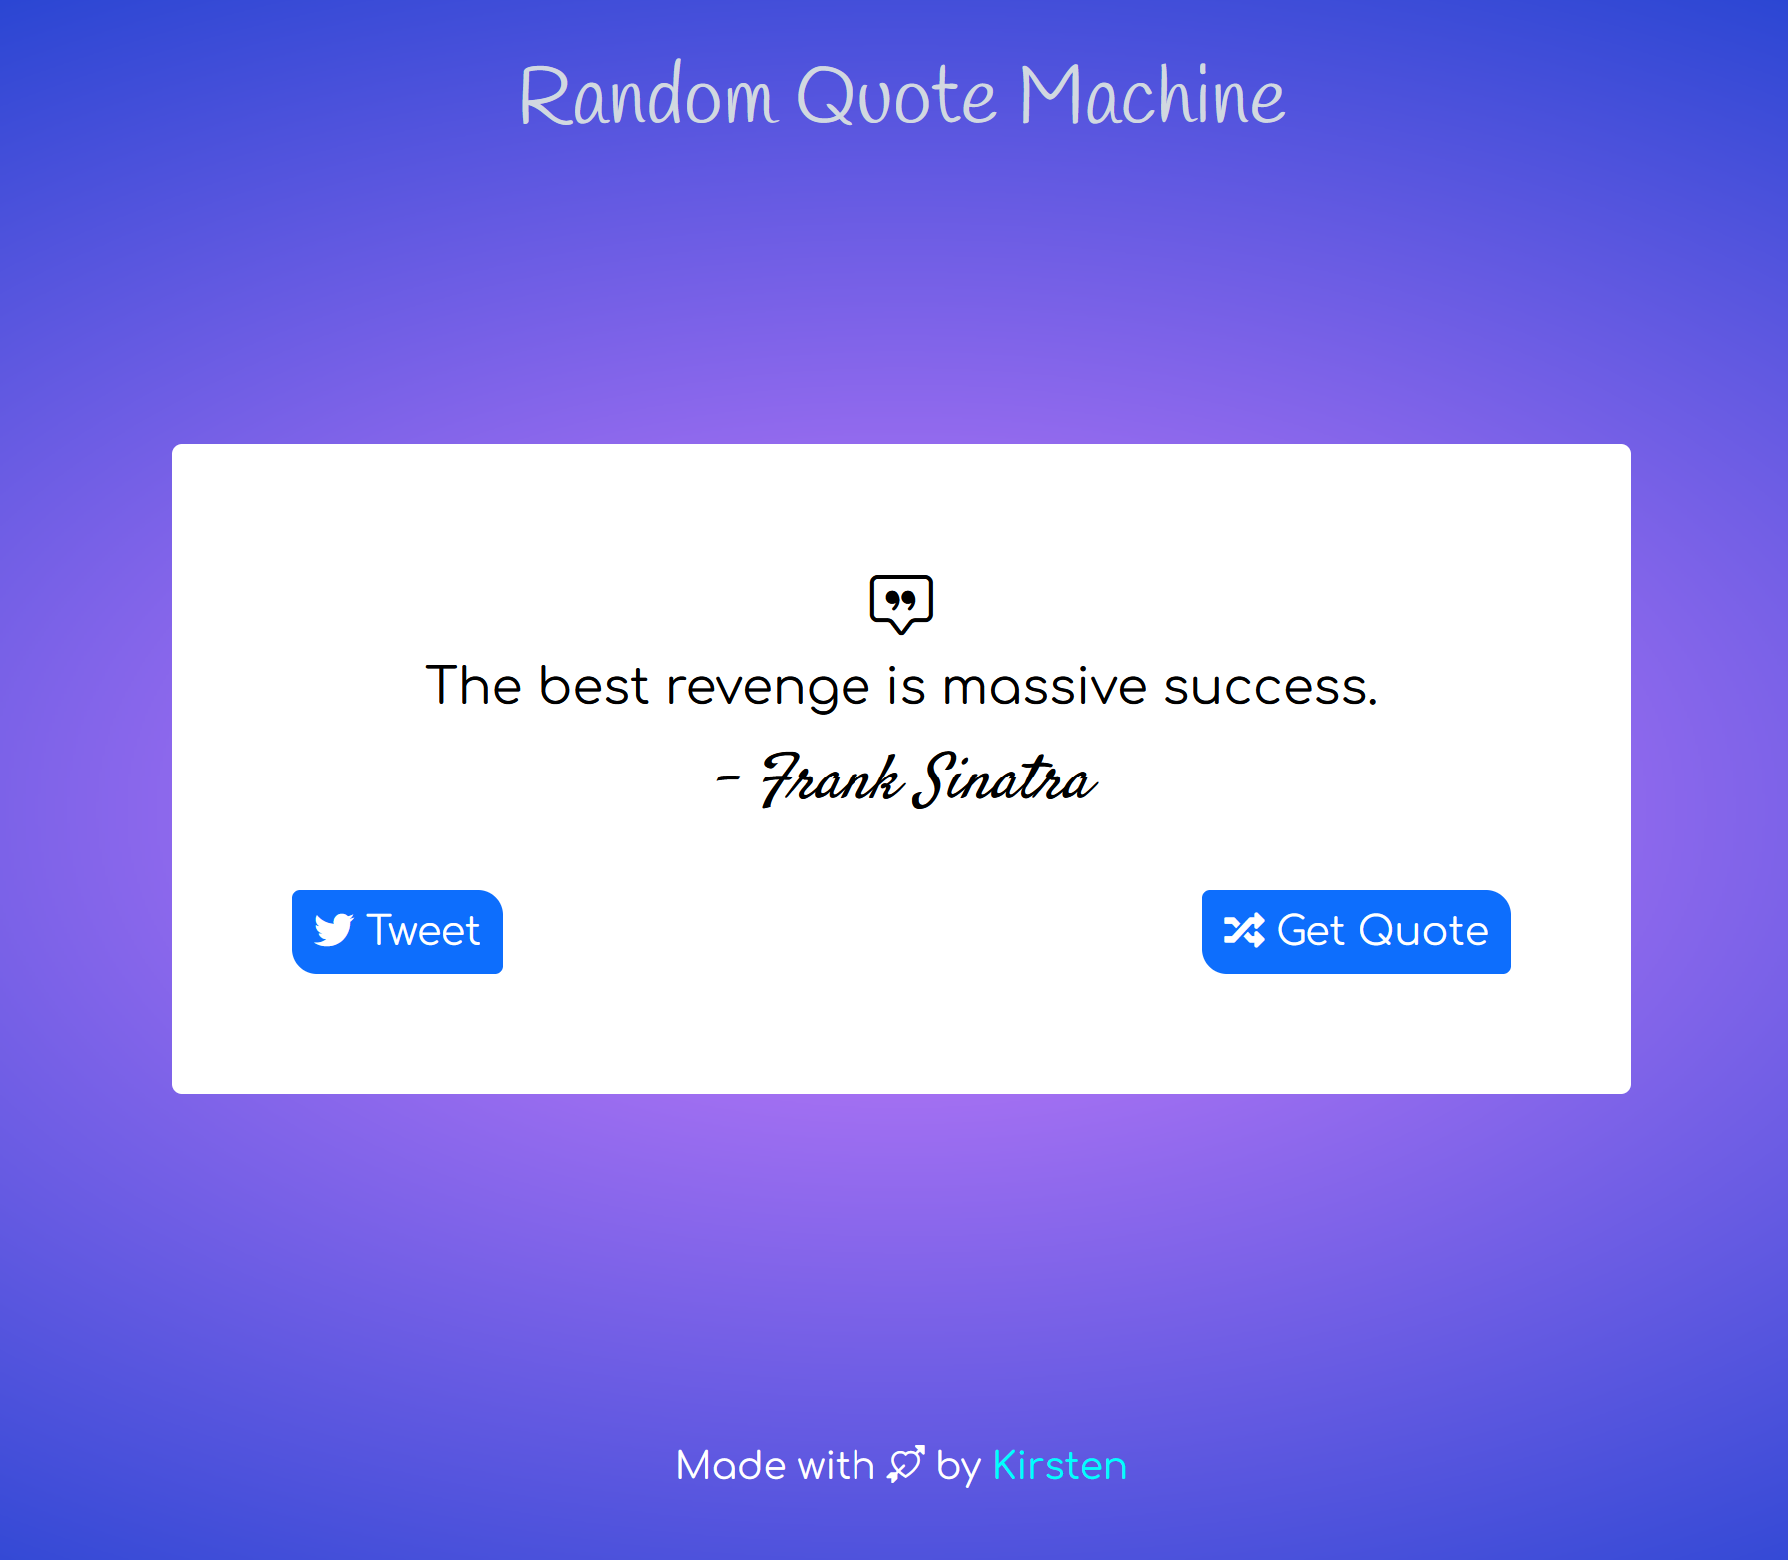 Random Quote Machine
The best revenge is massive success.
- Frank Sinatra
Tweet
Get Quote
Made with by Kirsten